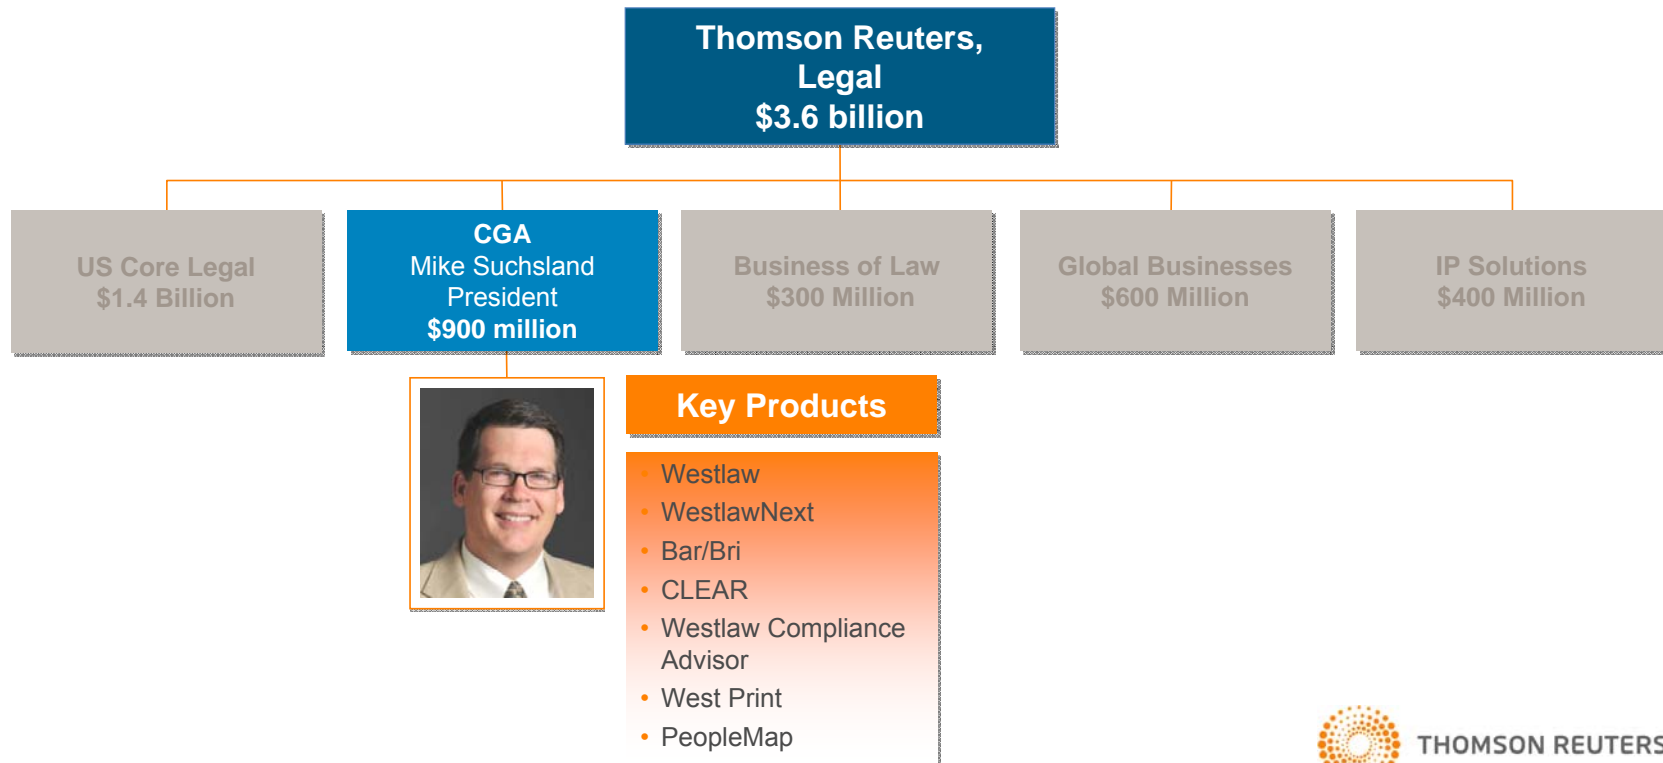 Thomson Reuters,
Legal
$3.6 billion
US Core Legal
$1.4 Billion
CGA
Mike Suchsland
President
$900 million
Business of Law
$300 Million
Global Businesses
$600 Million
IP Solutions
$400 Million
Key Products
• Westlaw
• WestlawNext
• Bar/Bri
• CLEAR
• Westlaw Compliance
Advisor
• West Print
• PeopleMap
THOMSON REUTERS